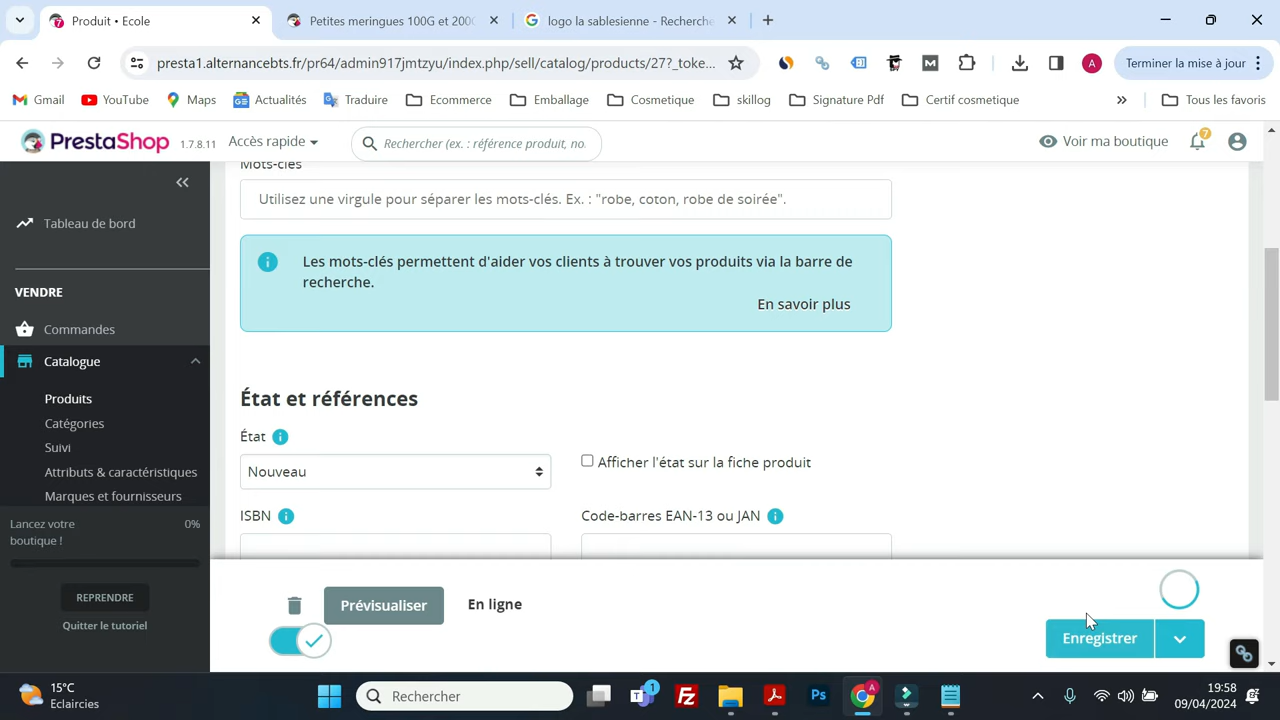 Produit • Ecole
Petites meringues 100G et 200G
logo la sablesienne - Recherche
presta1.alternancebts.fr/pr64/admin917jmtzyu/index.php/sell/catalog/products/27?_toke...
Terminer la mise à jour
Gmail
YouTube
Maps
Actualités
Traduire
Ecommerce
Emballage
Cosmetique
skillog
Signature Pdf
Certif cosmetique
»
Tous les favoris
PrestaShop
1.7.8.11
Accès rapide
Rechercher (ex. : référence produit, no.
Voir ma boutique
7
Tableau de bord
VENDRE
Commandes
Catalogue
Produits
Catégories
Suivi
Attributs & caractéristiques
Marques et fournisseurs
Lancez votre
boutique !
0%
REPRENDRE
Quitter le tutoriel
Mots-clés
Utilisez une virgule pour séparer les mots-clés. Ex. : "robe, coton, robe de soirée".
Les mots-clés permettent d'aider vos clients à trouver vos produits via la barre de
recherche.
En savoir plus
État et références
État
Nouveau
Afficher l'état sur la fiche produit
ISBN
Code-barres EAN-13 ou JAN
Prévisualiser
En ligne
Enregistrer
15°C
Eclaircies
Rechercher
1
19:58
09/04/2024